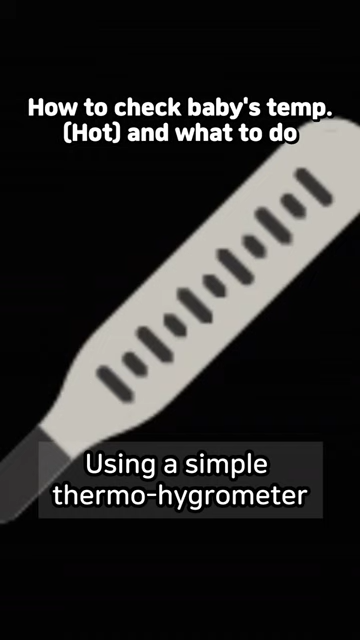 How to check baby's temp.
(Hot) and what to do
Using a simple
thermo-hygrometer